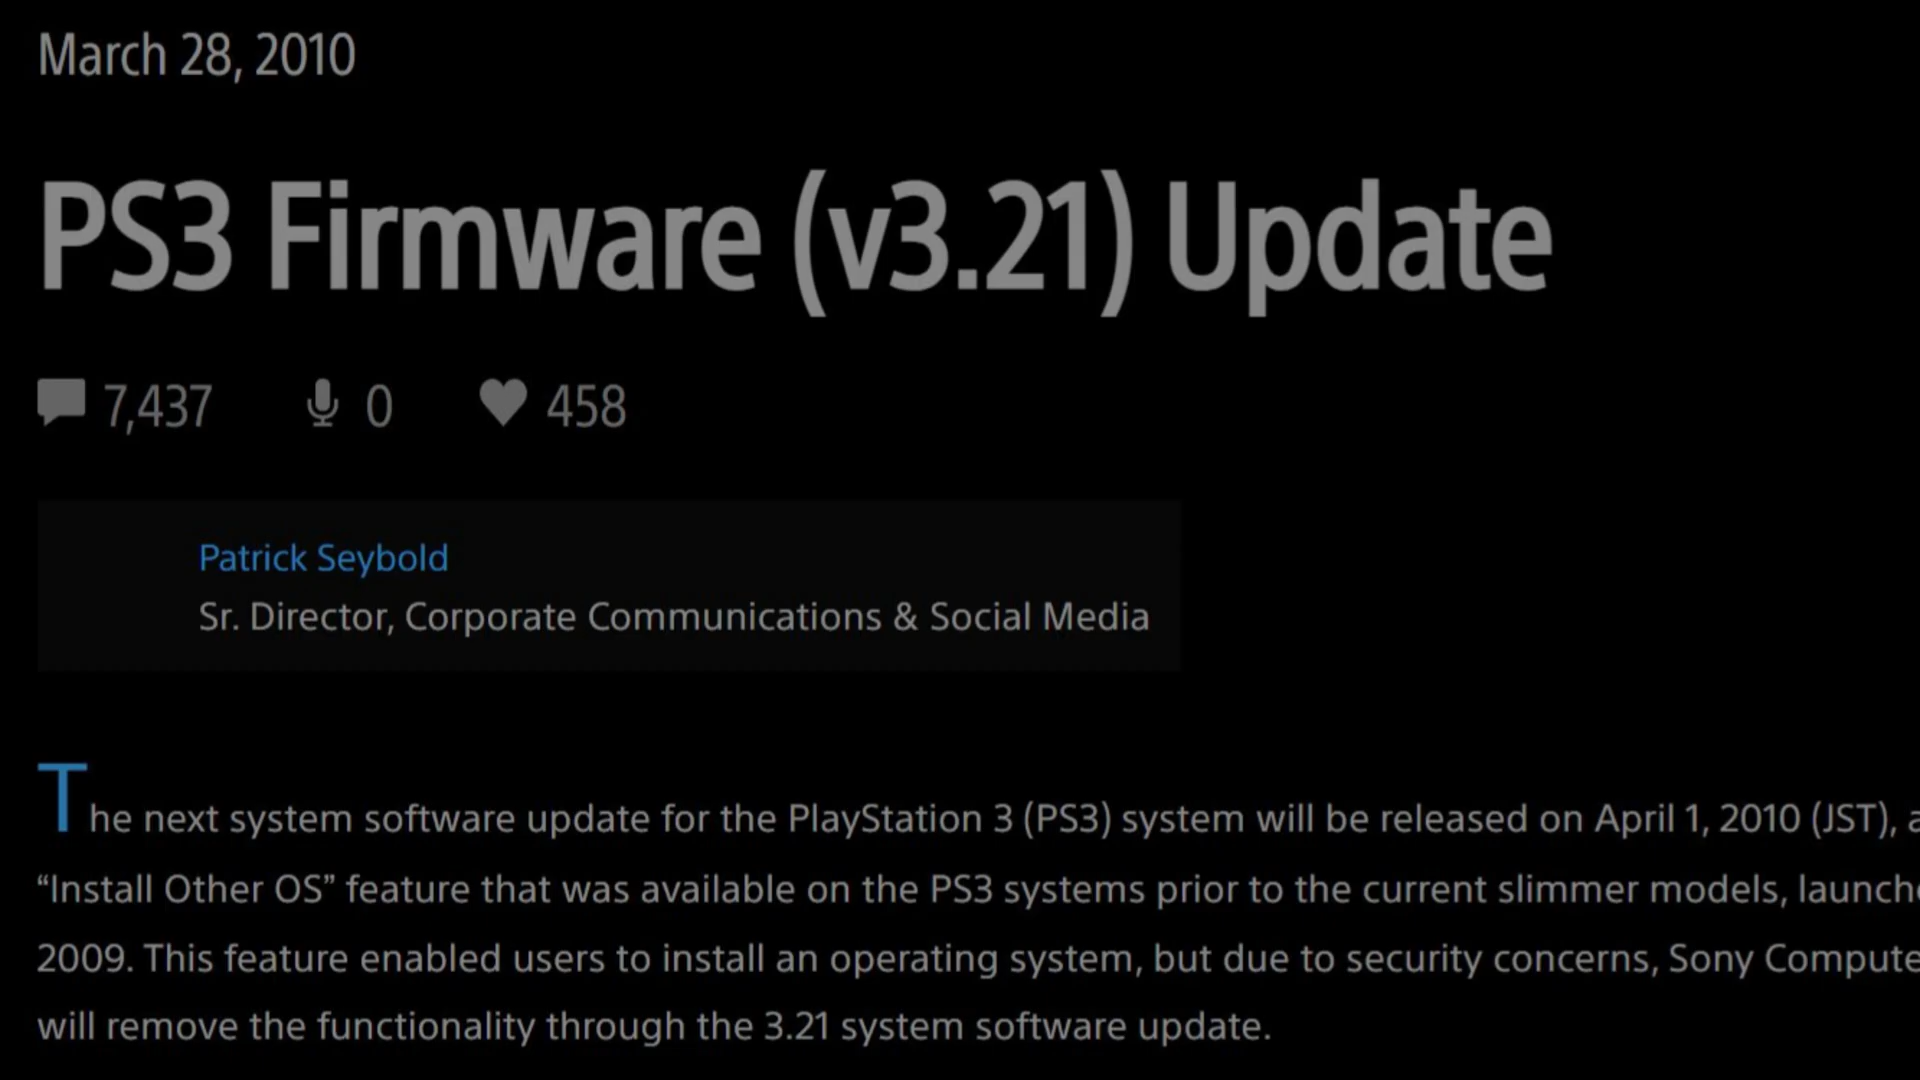 March 28, 2010
PS3 Firmware (v3.21) Update
7,437 0 458
Patrick Seybold
Sr. Director, Corporate Communications & Social Media
The next system software update for the PlayStation 3 (PS3) system will be released on April 1, 2010 (JST),
“Install Other OS” feature that was available on the PS3 systems prior to the current slimmer models,
2009. This feature enabled users to install an operating system, but due to security concerns, Sony
will remove the functionality through the 3.21 system software update.